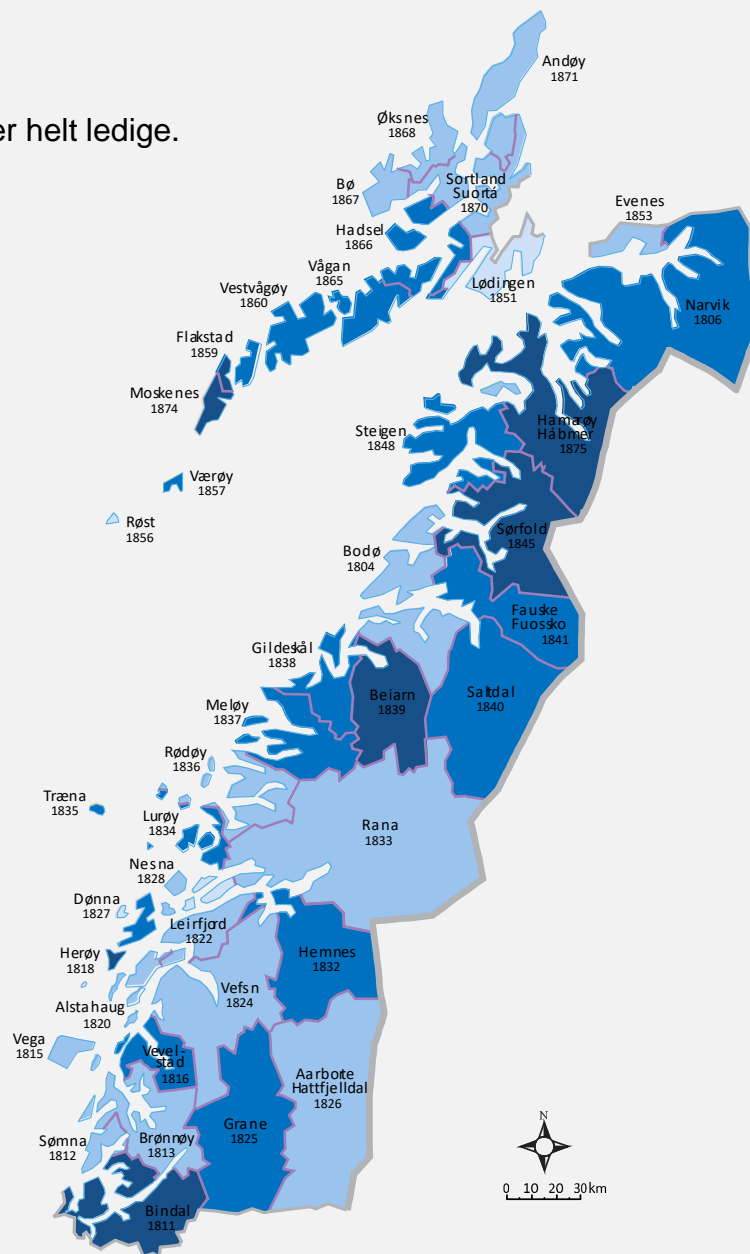 er helt ledige.
Andøy
1871
Øksnes
1868
Sortland
Suortá
1870
Bø
1867
Evenes
1853
Hadsel
1866
Vågan
1865
Lødingen
1851
Vestvågøy
1860
Narvik
1806
Flakstad
1859
Moskenes
1874
Hamarøy
Hábmer
1875
Steigen
1848
Værøy
1857
Røst
1856
Sørfold
1845
Bodø
1804
Fauske
Fuossko
1841
Gildeskål
1838
Beiarn
1839
Saltdal
1840
Meløy
1837
Rødøy
1836
Træna
1835
Lurøy
1834
Rana
1833
Nesna
1828
Dønna
1827
Leirfjord
1822
Herøy
1818
Hemnes
1832
Vefsn
1824
Alstahaug
1820
Vega
1815
Vevel-
stad
1816
Aarborte
Hattfjelldal
1826
Grane
1825
Sømna
1812
Brønnøy
1813
Bindal
1811
N
0 10 20 30km